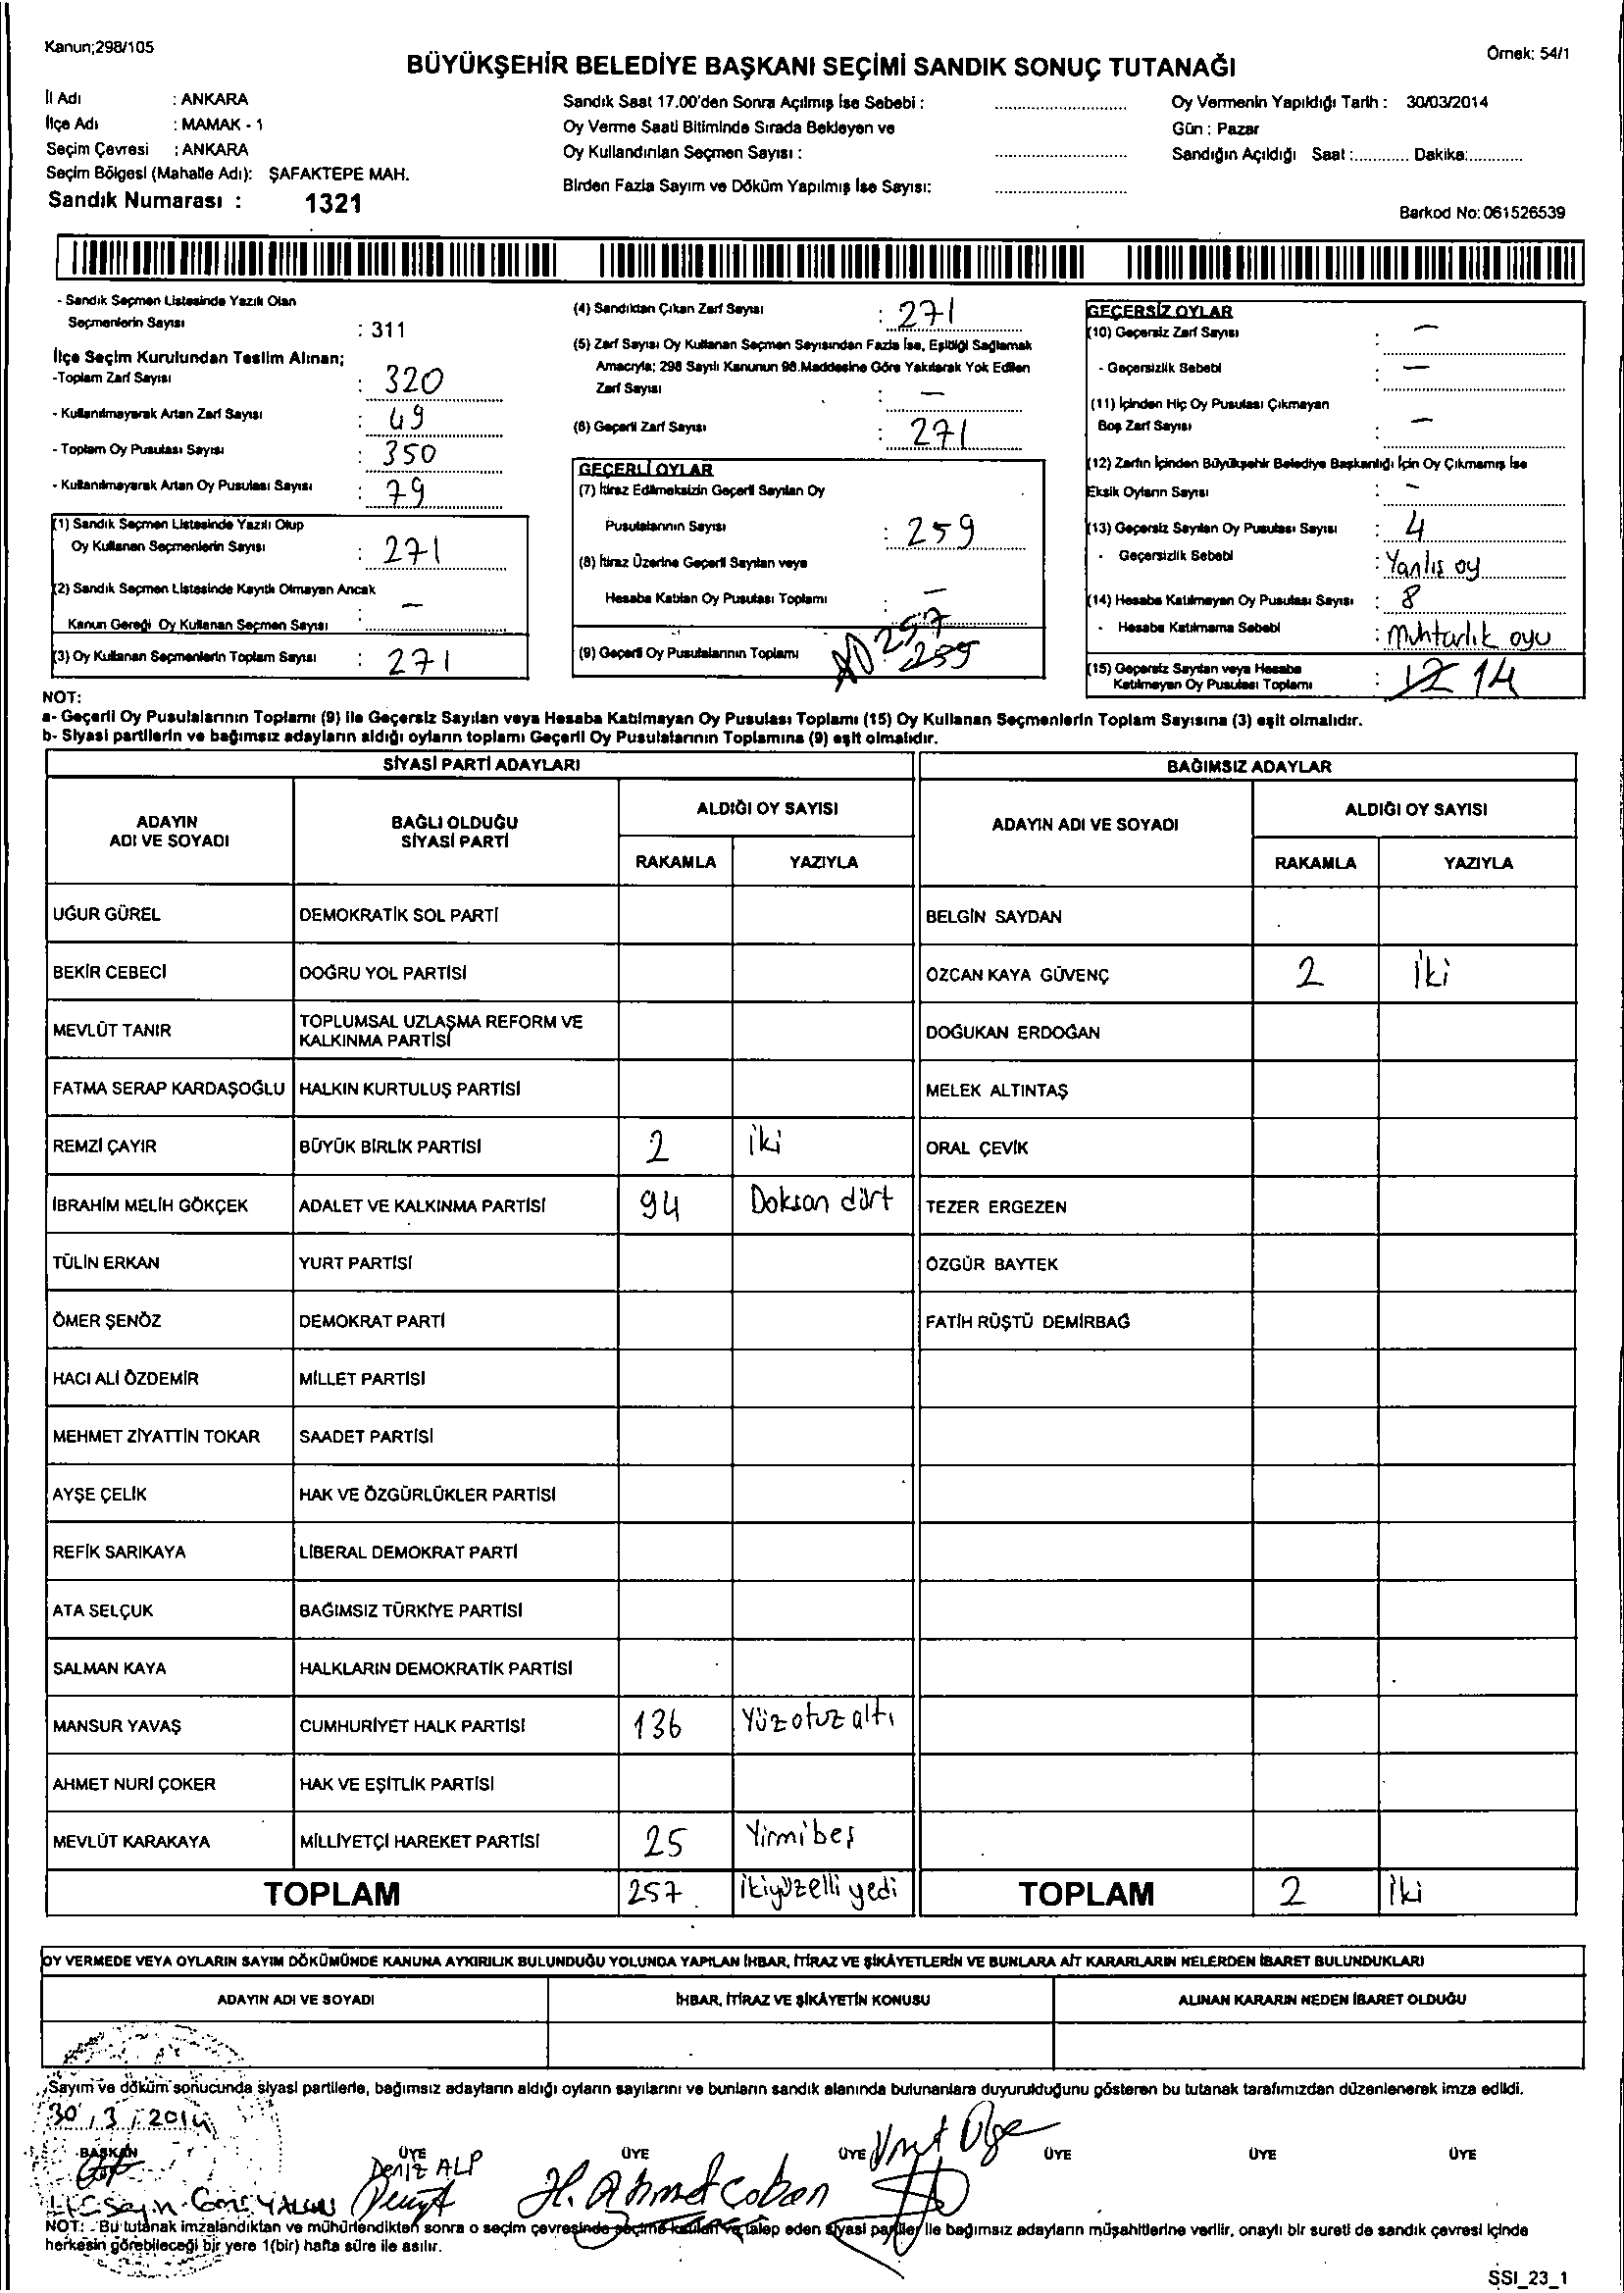 Kanun;298/105
Örnek: 54/1
BÜYÜKŞEHİR BELEDİYE BAŞKANI SEÇİMİ SANDIK SONUÇ TUTANAĞI
İl Adı : ANKARA
İlçe Adı : MAMAK - 1
Seçim Çevresi : ANKARA
Seçim Bölgesi (Mahalle Adı): ŞAFAKTEPE MAH.
Sandık Numarası : 1321
Sandık Saat 17.00'den Sonra Açılmış İse Sebebi :
Oy Verme Saati Bitiminde Sırada Bekleyen ve
Oy Kullandırılan Seçmen Sayısı :
Birden Fazla Sayım ve Döküm Yapılmış İse Sayısı:
Oy Vermenin Yapıldığı Tarih : 30/03/2014
Gün : Pazar
Sandığın Açıldığı Saat :............ Dakika:............
Barkod No: 061526539
- Sandık Seçmen Listesinde Yazılı Olan
Seçmenlerin Sayısı : 311
İlçe Seçim Kurulundan Teslim Alınan;
-Toplam Zarf Sayısı : 320
- Kullanılmayarak Artan Zarf Sayısı : 49
- Toplam Oy Pusulası Sayısı : 350
- Kullanılmayarak Artan Oy Pusulası Sayısı : 79
(1) Sandık Seçmen Listesinde Yazılı Olup
Oy Kullanan Seçmenlerin Sayısı : 271
(2) Sandık Seçmen Listesinde Kayıtlı Olmayan Ancak
Kanun Gereği Oy Kullanan Seçmen Sayısı : —
(3) Oy Kullanan Seçmenlerin Toplam Sayısı : 271
(4) Sandıktan Çıkan Zarf Sayısı : 271
(5) Zarf Sayısı Oy Kullanan Seçmen Sayısından Fazla İse, Eşitliği Sağlamak
Amacıyla; 298 Sayılı Kanunun 98.Maddesine Göre Yakılarak Yok Edilen
Zarf Sayısı : —
(6) Geçerli Zarf Sayısı : 271
GEÇERLİ OYLAR
(7) İtiraz Edilmeksizin Geçerli Sayılan Oy
Pusulalarının Sayısı : 259
(8) İtiraz Üzerine Geçerli Sayılan veya
Hesaba Katılan Oy Pusulası Toplamı : —
257
(9) Geçerli Oy Pusulalarının Toplamı : 259
GEÇERSİZ OYLAR
(10) Geçersiz Zarf Sayısı : —
- Geçersizlik Sebebi : —
(11) İçinden Hiç Oy Pusulası Çıkmayan
Boş Zarf Sayısı : —
(12) Zarfın İçinden Büyükşehir Belediye Başkanlığı İçin Oy Çıkmamış İse
Eksik Oyların Sayısı : —
(13) Geçersiz Sayılan Oy Pusulası Sayısı : 4
- Geçersizlik Sebebi : Yanlış oy
(14) Hesaba Katılmayan Oy Pusulası Sayısı : 8
- Hesaba Katılmama Sebebi : muhtarlık oyu
(15) Geçersiz Sayılan veya Hesaba
Katılmayan Oy Pusulası Toplamı : 12 14
NOT:
a- Geçerli Oy Pusulalarının Toplamı (9) ile Geçersiz Sayılan veya Hesaba Katılmayan Oy Pusulası Toplamı (15) Oy Kullanan Seçmenlerin Toplam Sayısına (3) eşit olmalıdır.
b- Siyasi partilerin ve bağımsız adayların aldığı oyların toplamı Geçerli Oy Pusulalarının Toplamına (9) eşit olmalıdır.
SİYASİ PARTİ ADAYLARI
ADAYIN
ADI VE SOYADI
BAĞLI OLDUĞU
SİYASİ PARTİ
ALDIĞI OY SAYISI
RAKAMLA YAZIYLA
UĞUR GÜREL DEMOKRATİK SOL PARTİ
BEKİR CEBECİ DOĞRU YOL PARTİSİ
MEVLÜT TANIR TOPLUMSAL UZLAŞMA REFORM VE
KALKINMA PARTİSİ
FATMA SERAP KARDAŞOĞLU HALKIN KURTULUŞ PARTİSİ
REMZİ ÇAYIR BÜYÜK BİRLİK PARTİSİ 2 iki
İBRAHİM MELİH GÖKÇEK ADALET VE KALKINMA PARTİSİ 94 Doksan dört
TÜLİN ERKAN YURT PARTİSİ
ÖMER ŞENÖZ DEMOKRAT PARTİ
HACI ALİ ÖZDEMİR MİLLET PARTİSİ
MEHMET ZİYATTİN TOKAR SAADET PARTİSİ
AYŞE ÇELİK HAK VE ÖZGÜRLÜKLER PARTİSİ
REFİK SARIKAYA LİBERAL DEMOKRAT PARTİ
ATA SELÇUK BAĞIMSIZ TÜRKİYE PARTİSİ
SALMAN KAYA HALKLARIN DEMOKRATİK PARTİSİ
MANSUR YAVAŞ CUMHURİYET HALK PARTİSİ 136 Yüzotuzaltı
AHMET NURİ ÇOKER HAK VE EŞİTLİK PARTİSİ
MEVLÜT KARAKAYA MİLLİYETÇİ HAREKET PARTİSİ 25 Yirmibeş
TOPLAM 257 ikiyüzelli yedi
BAĞIMSIZ ADAYLAR
ADAYIN ADI VE SOYADI
ALDIĞI OY SAYISI
RAKAMLA YAZIYLA
BELGİN SAYDAN
ÖZCAN KAYA GÜVENÇ 2 iki
DOĞUKAN ERDOĞAN
MELEK ALTINTAŞ
ORAL ÇEVİK
TEZER ERGEZEN
ÖZGÜR BAYTEK
FATİH RÜŞTÜ DEMİRBAĞ
TOPLAM 2 iki
OY VERMEDE VEYA OYLARIN SAYIM DÖKÜMÜNDE KANUNA AYKIRILIK BULUNDUĞU YOLUNDA YAPILAN İHBAR, İTİRAZ VE ŞİKÂYETLERİN VE BUNLARA AİT KARARLARIN NELERDEN İBARET BULUNDUKLARI
ADAYIN ADI VE SOYADI İHBAR, İTİRAZ VE ŞİKÂYETİN KONUSU ALINAN KARARIN NEDEN İBARET OLDUĞU
Sayım ve döküm sonucunda siyasi partilerle, bağımsız adayların aldığı oyların sayılarını ve bunların sandık alanında bulunanlara duyurulduğunu gösteren bu tutanak tarafımızdan düzenlenerek imza edildi.
30/3/2014
BAŞKAN ÜYE ÜYE ÜYE ÜYE ÜYE ÜYE
Deniz ALP
H. Ahmet Çoban
NOT: - Bu tutanak imzalandıktan ve mühürlendikten sonra o seçim çevresinde seçime katılan ve talep eden siyasi partiler ile bağımsız adayların müşahitlerine verilir, onaylı bir sureti de sandık çevresi içinde
herkesin görebileceği bir yere 1(bir) hafta süre ile asılır.
SSI_23_1